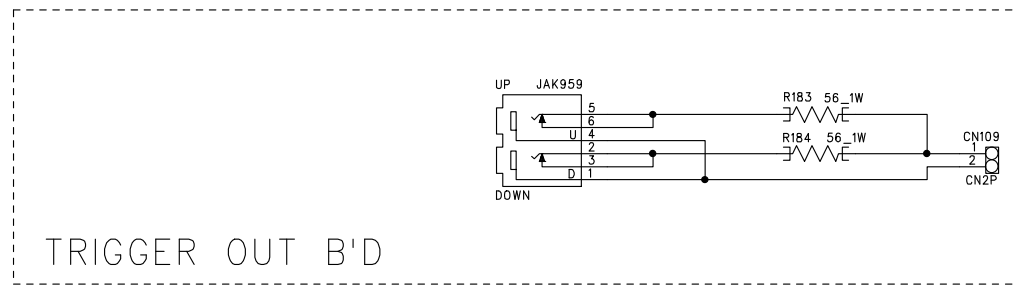 UP JAK959
R183 56_1W
5
6
U 4
R184 56_1W
CN109
2
1
3
2
D 1
CN2P
DOWN
TRIGGER OUT B'D